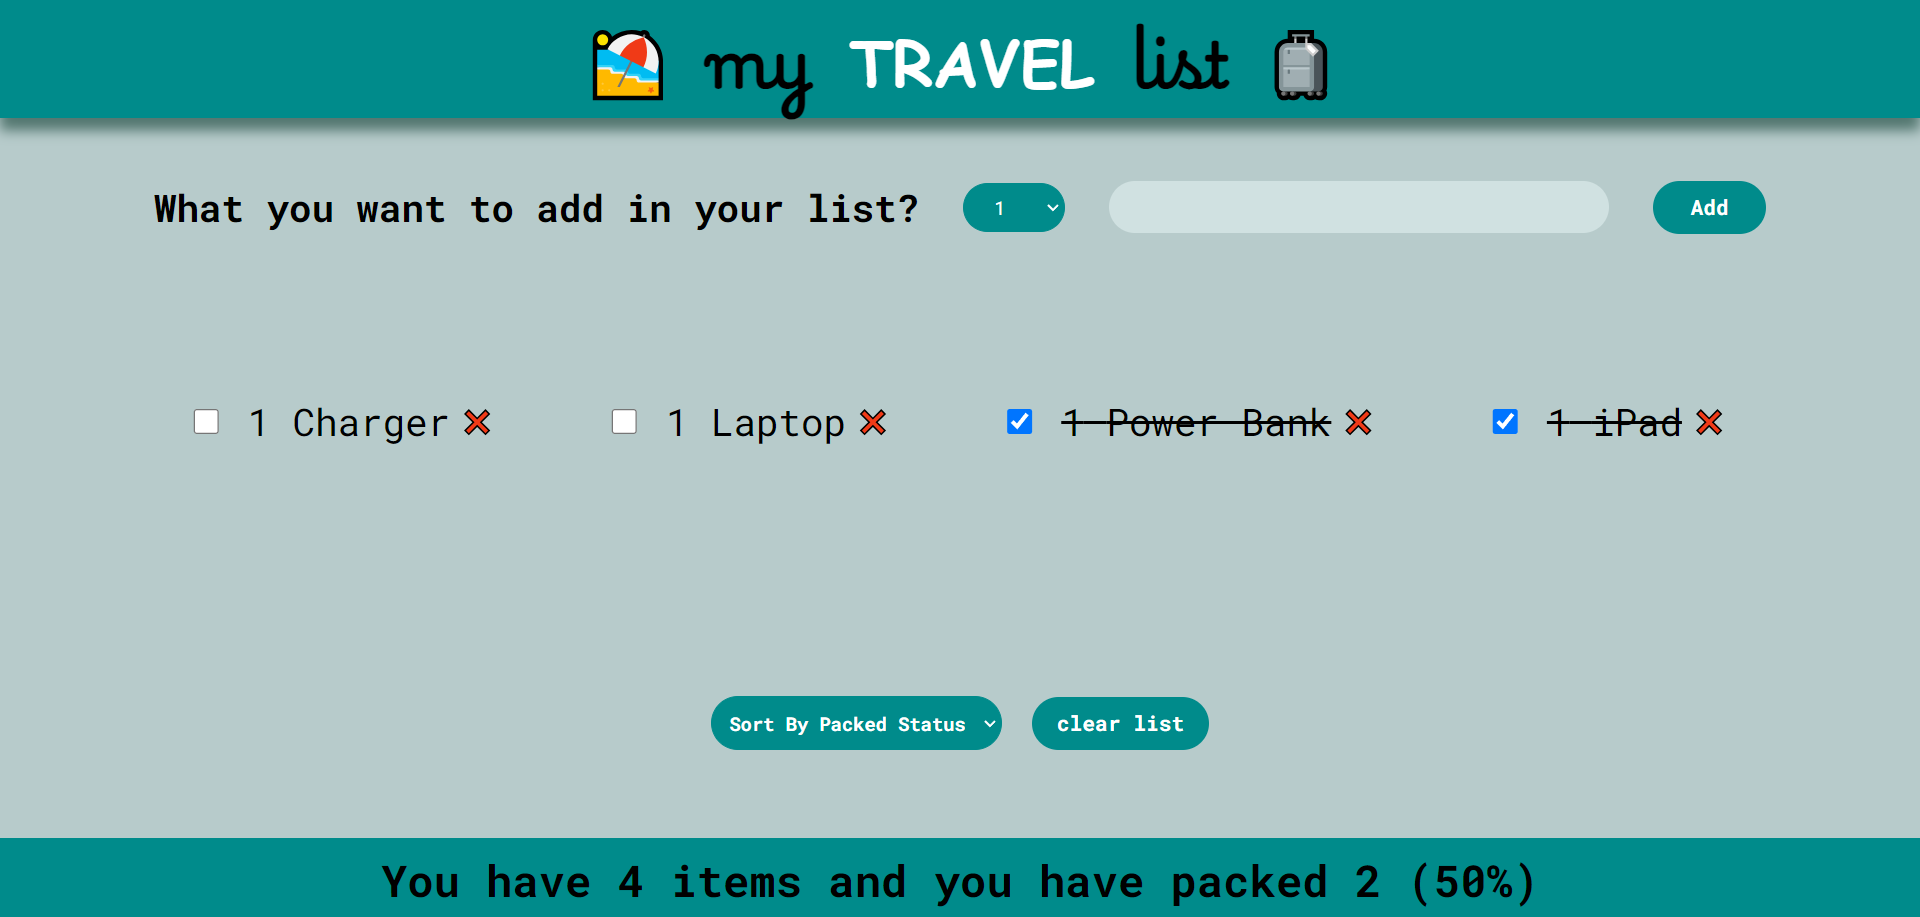 my TRAVEL list
What you want to add in your list? 1 Add
1 Charger 1 Laptop 1 Power Bank 1 iPad
Sort By Packed Status clear list
You have 4 items and you have packed 2 (50%)